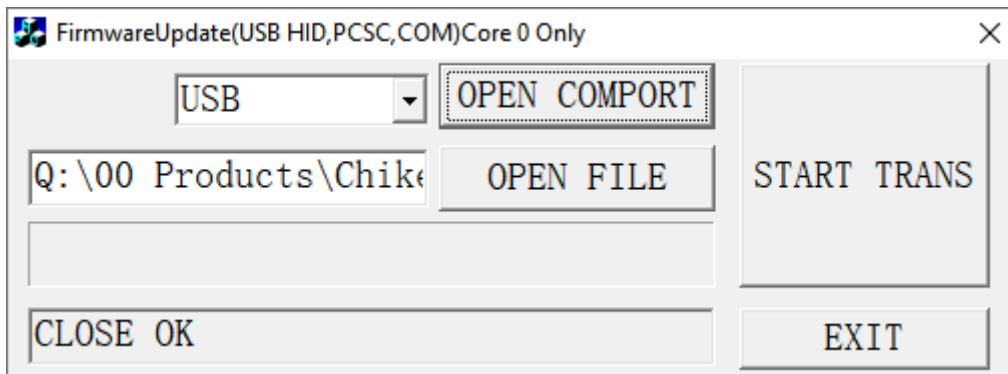 FirmwareUpdate(USB HID,PCSC,COM)Core 0 Only
USB
OPEN COMPORT
Q:\00 Products\Chike
OPEN FILE
START TRANS
CLOSE OK
EXIT